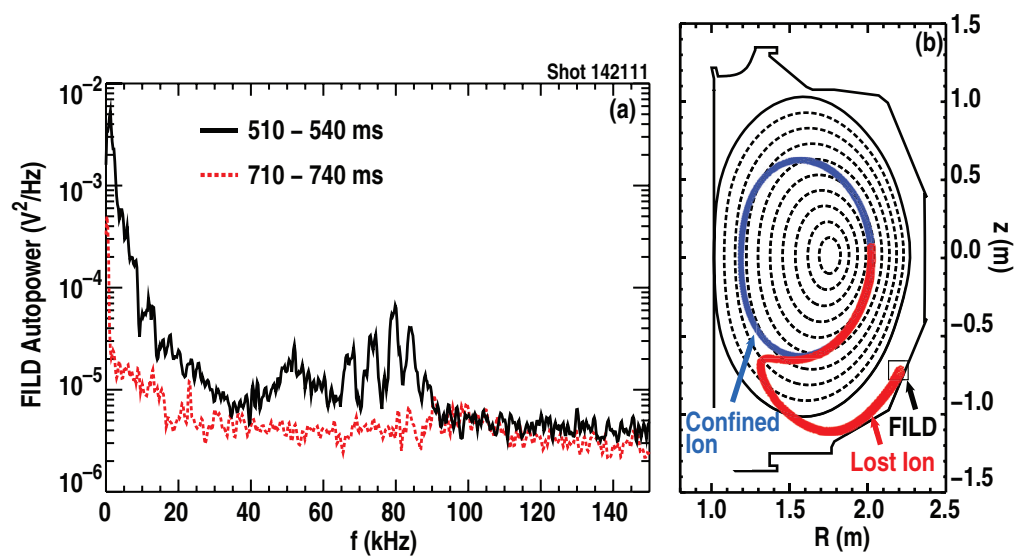 Shot 142111
(a)
510 – 540 ms
710 – 740 ms
FILD Autopower (V²/Hz)
10⁻²
10⁻³
10⁻⁴
10⁻⁵
10⁻⁶
0 20 40 60 80 100 120 140
f (kHz)
(b)
1.5
1.0
0.5
0.0
−0.5
−1.0
−1.5
z (m)
Confined
Ion
FILD
Lost Ion
1.0 1.5 2.0 2.5
R (m)